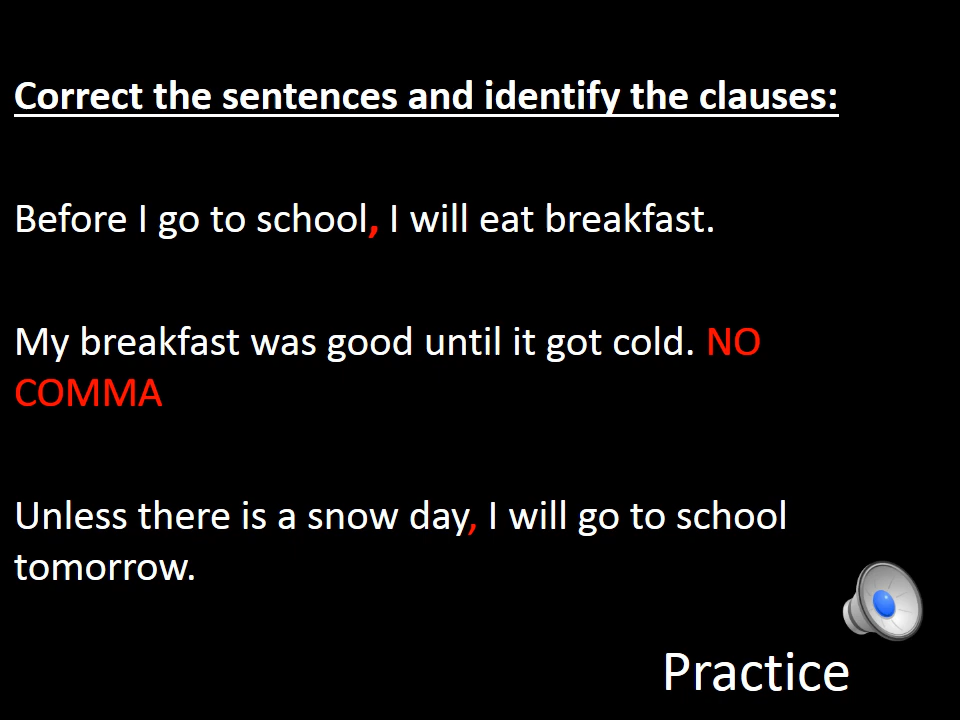 Correct the sentences and identify the clauses:
Before I go to school, I will eat breakfast.
My breakfast was good until it got cold. NO
COMMA
Unless there is a snow day, I will go to school
tomorrow.
Practice